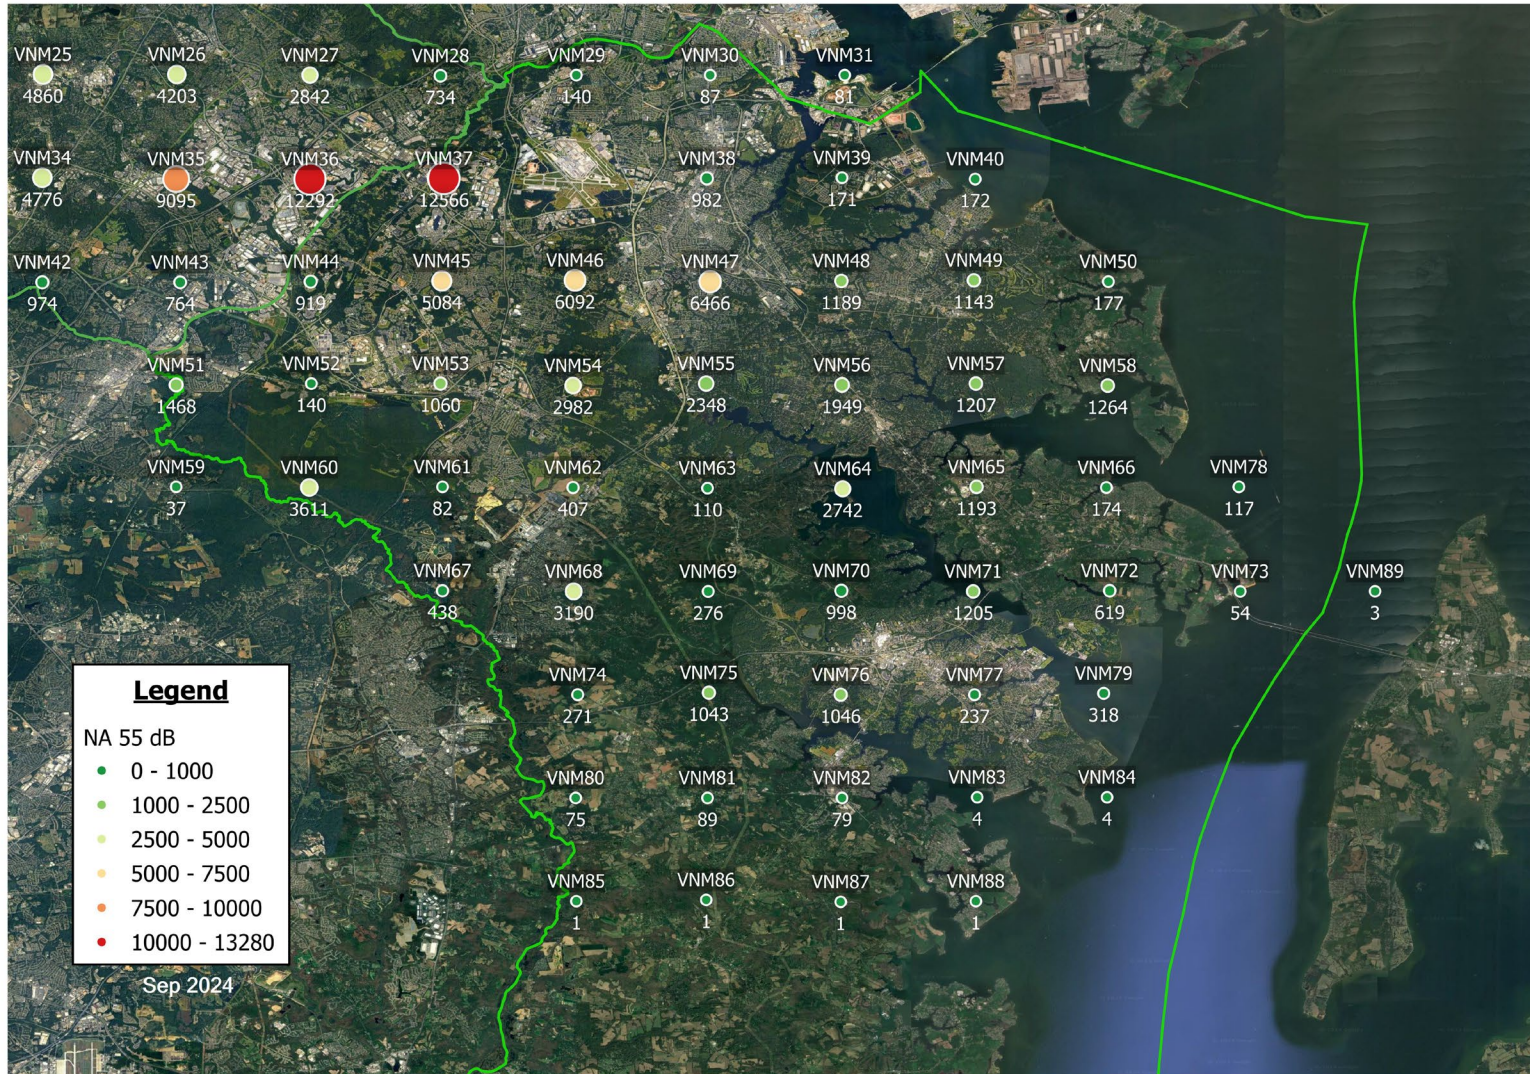 VNM25 VNM26 VNM27 VNM28 VNM29 VNM30 VNM31
4860 4203 2842 734 140 87 81
VNM34 VNM35 VNM36 VNM37 VNM38 VNM39 VNM40
4776 9095 12292 12566 982 171 172
VNM42 VNM43 VNM44 VNM45 VNM46 VNM47 VNM48 VNM49 VNM50
974 764 919 5084 6092 6466 1189 1143 177
VNM51 VNM52 VNM53 VNM54 VNM55 VNM56 VNM57 VNM58
1468 140 1060 2982 2348 1949 1207 1264
VNM59 VNM60 VNM61 VNM62 VNM63 VNM64 VNM65 VNM66 VNM78
37 3611 82 407 110 2742 1193 174 117
VNM67 VNM68 VNM69 VNM70 VNM71 VNM72 VNM73 VNM89
438 3190 276 998 1205 619 54 3
VNM74 VNM75 VNM76 VNM77 VNM79
271 1043 1046 237 318
VNM80 VNM81 VNM82 VNM83 VNM84
75 89 79 4 4
VNM85 VNM86 VNM87 VNM88
1 1 1 1
Legend
NA 55 dB
0 - 1000
1000 - 2500
2500 - 5000
5000 - 7500
7500 - 10000
10000 - 13280
Sep 2024